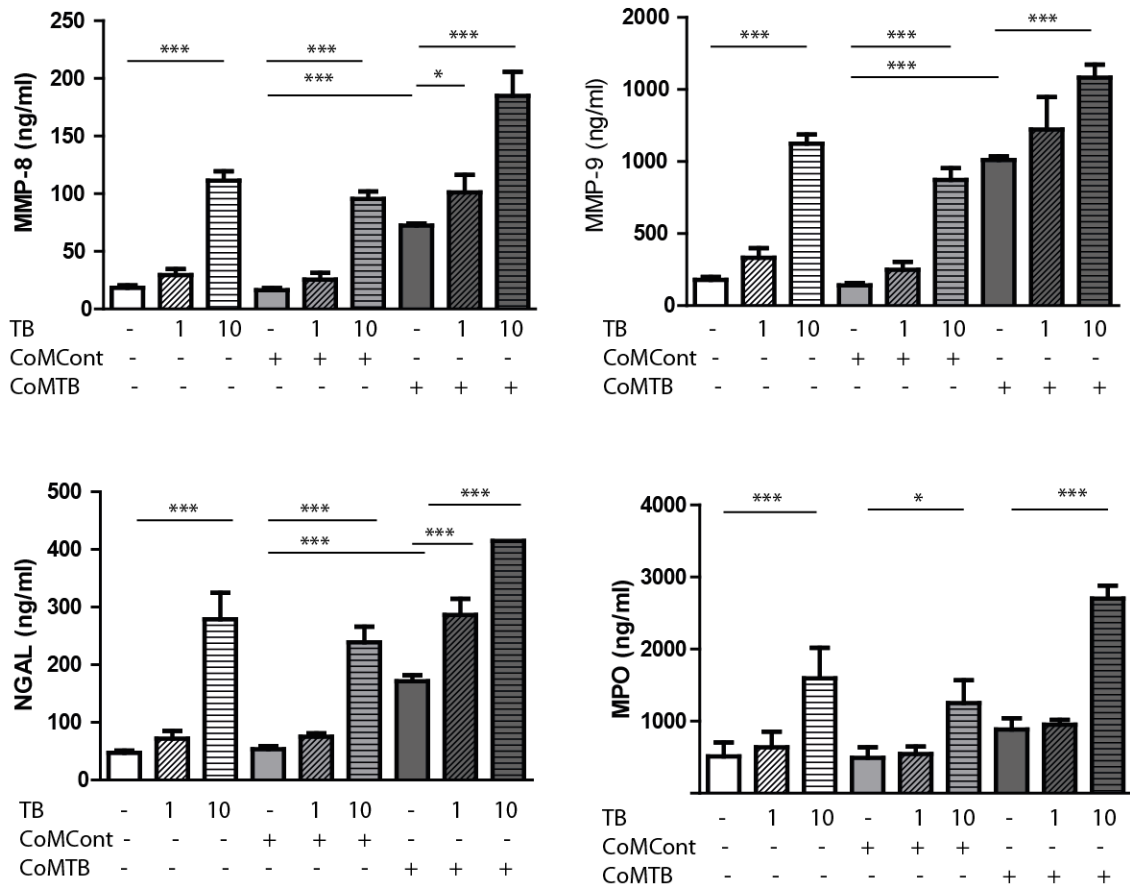 MMP-8 (ng/ml)
250
200
150
100
50
0
***
***
***
***
*
TB - 1 10 - 1 10 - 1 10
CoMCont - - - + + + - - -
CoMTB - - - - - - + + +
MMP-9 (ng/ml)
2000
1000
1000
500
0
***
***
***
***
TB - 1 10 - 1 10 - 1 10
CoMCont - - - + + + - - -
CoMTB - - - - - - + + +
NGAL (ng/ml)
500
400
300
200
100
0
***
***
***
***
***
TB - 1 10 - 1 10 - 1 10
CoMCont - - - + + + - - -
CoMTB - - - - - - + + +
MPO (ng/ml)
4000
3000
2000
1000
***
*
***
TB - 1 10 - 1 10 - 1 10
CoMCont - - - + + + - - -
CoMTB - - - - - - + + +